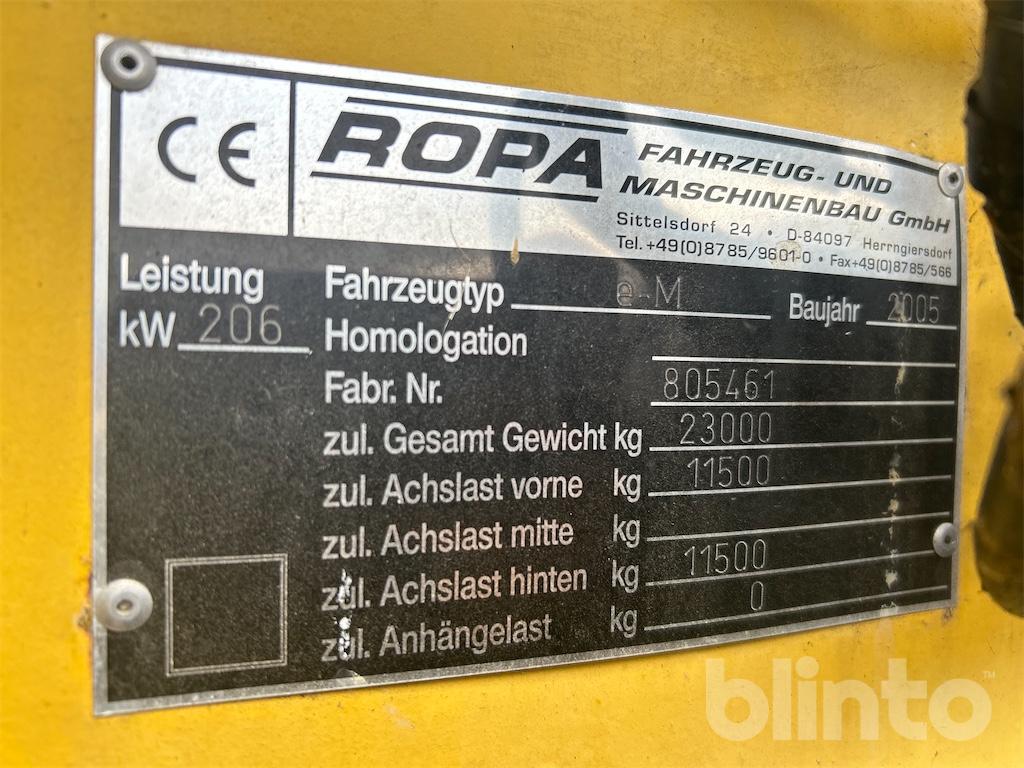 CE
ROPA
FAHRZEUG- UND
MASCHINENBAU GmbH
Sittelsdorf 24 • D-84097 Herrngiersdorf
Tel. +49(0)8785/9601-0 • Fax+49(0)8785/566
Leistung
kW 206
Fahrzeugtyp e-M Baujahr 2005
Homologation
Fabr. Nr. 805461
zul. Gesamt Gewicht kg 23000
zul. Achslast vorne kg 11500
zul. Achslast mitte kg
zul. Achslast hinten kg 11500
zul. Anhängelast kg 0
blinto™